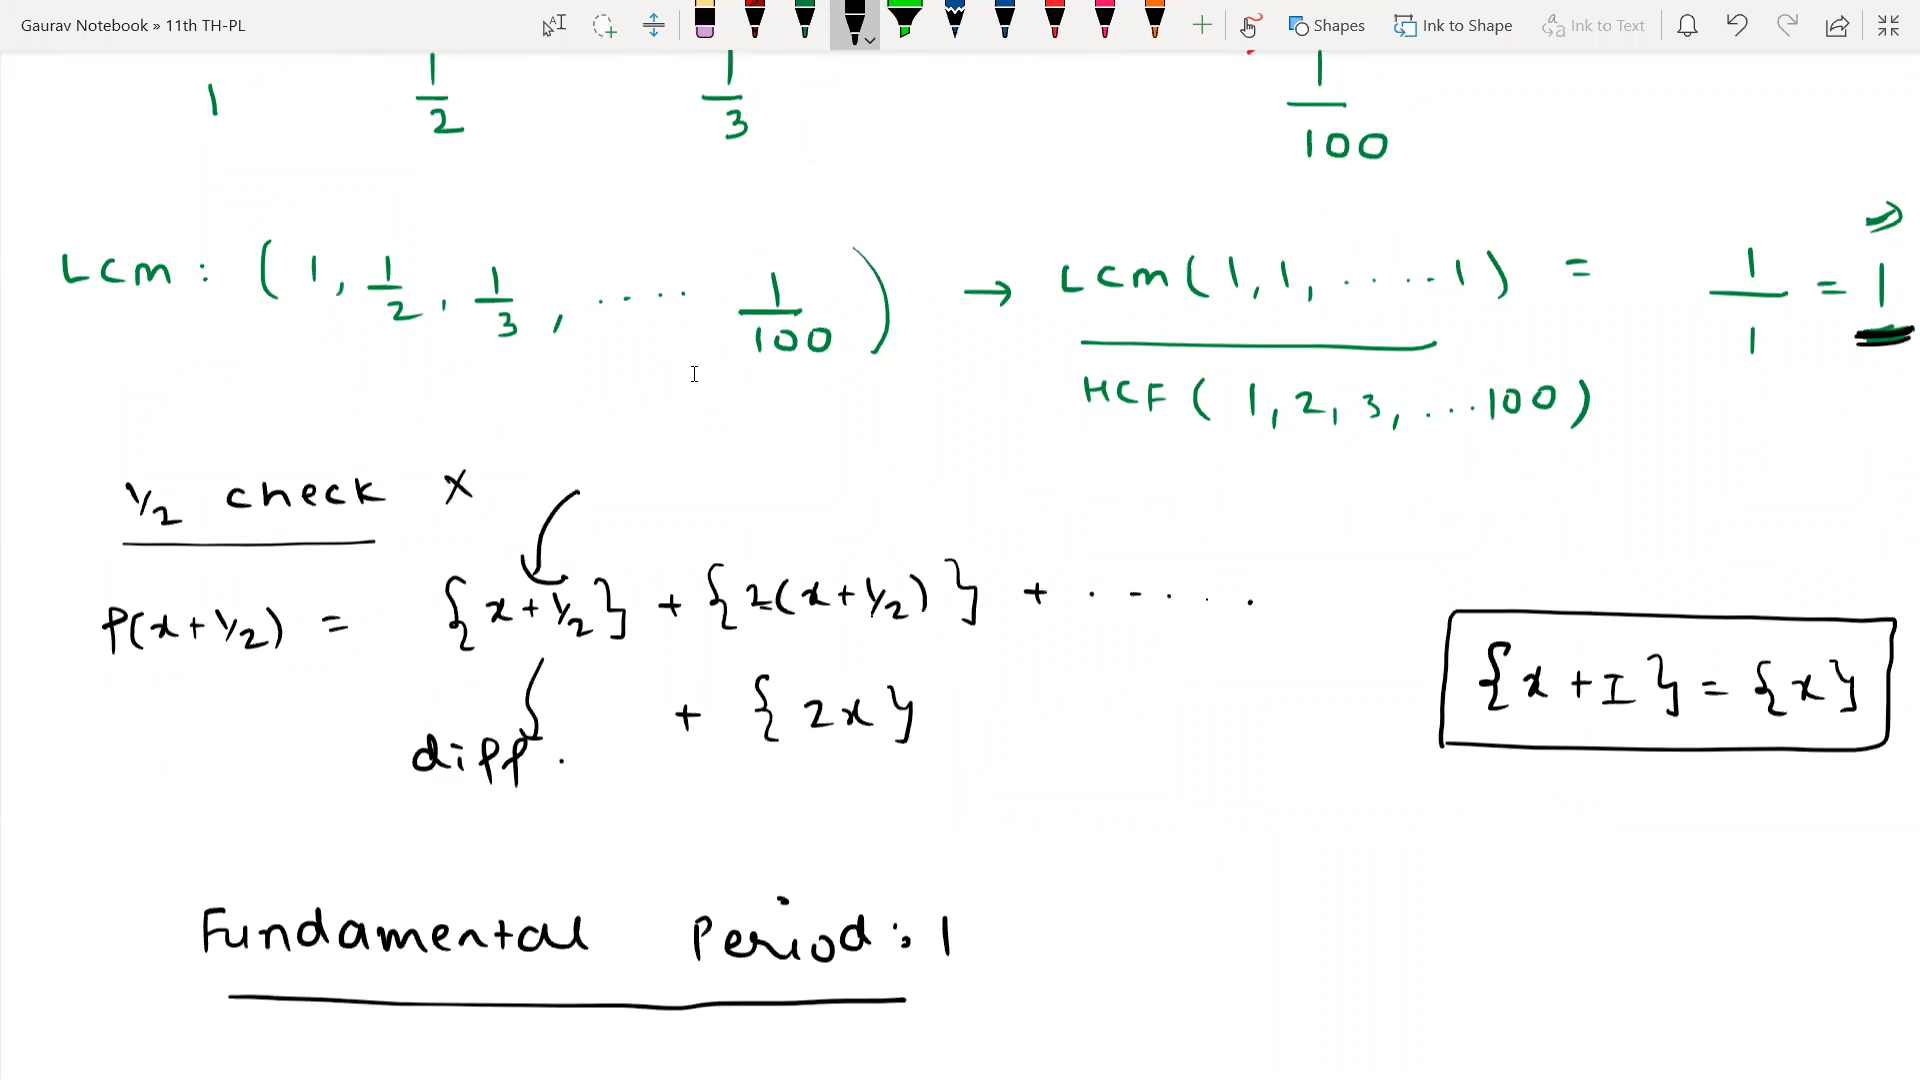 Gaurav Notebook » 11th TH-PL
Shapes
Ink to Shape
Ink to Text
1 1/2 1/3 1/100
LCM : ( 1, 1/2, 1/3, .... 1/100 ) → LCM( 1, 1, ..... 1 ) / HCF ( 1, 2, 3, ...100 ) = 1/1 = 1
1/2 check ×
P(x+1/2) = {x+1/2} + {2(x+1/2)} + .....
diff. + {2x}
{x+I} = {x}
Fundamental Period : 1